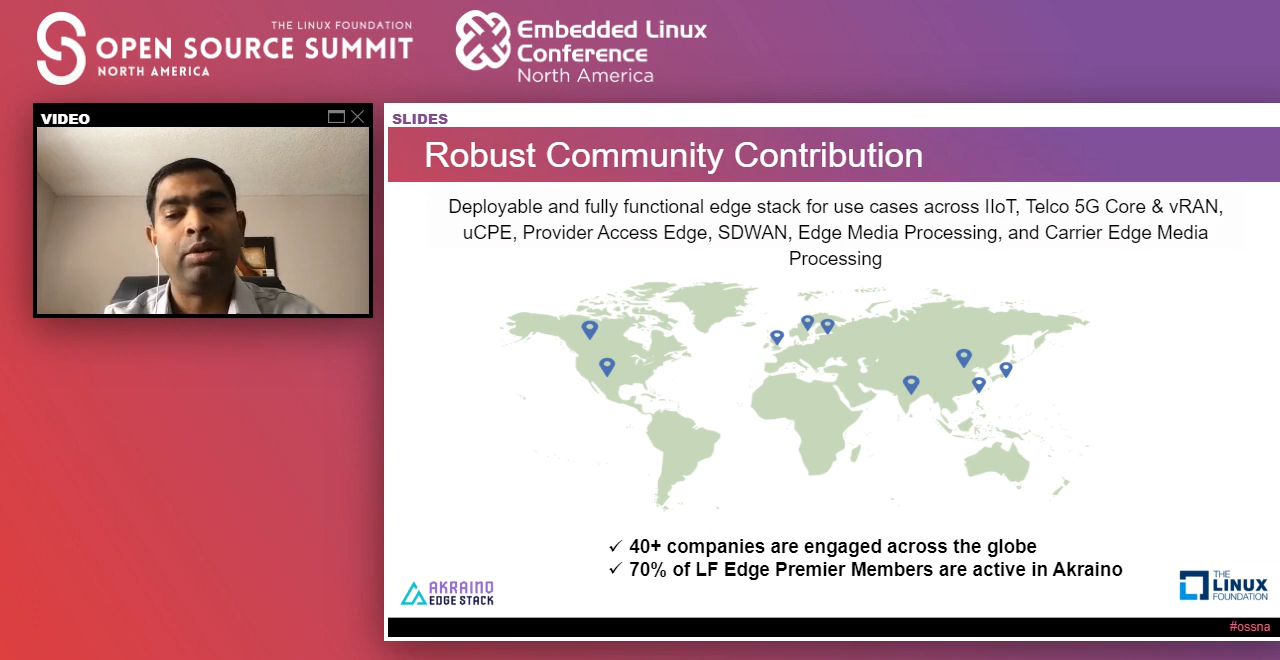 THE LINUX FOUNDATION
OPEN SOURCE SUMMIT
NORTH AMERICA
Embedded Linux
Conference
North America
VIDEO
SLIDES
Robust Community Contribution
Deployable and fully functional edge stack for use cases across IIoT, Telco 5G Core & vRAN,
uCPE, Provider Access Edge, SDWAN, Edge Media Processing, and Carrier Edge Media
Processing
✓ 40+ companies are engaged across the globe
✓ 70% of LF Edge Premier Members are active in Akraino
AKRAINO
EDGE STACK
THE
LINUX
FOUNDATION
#ossna